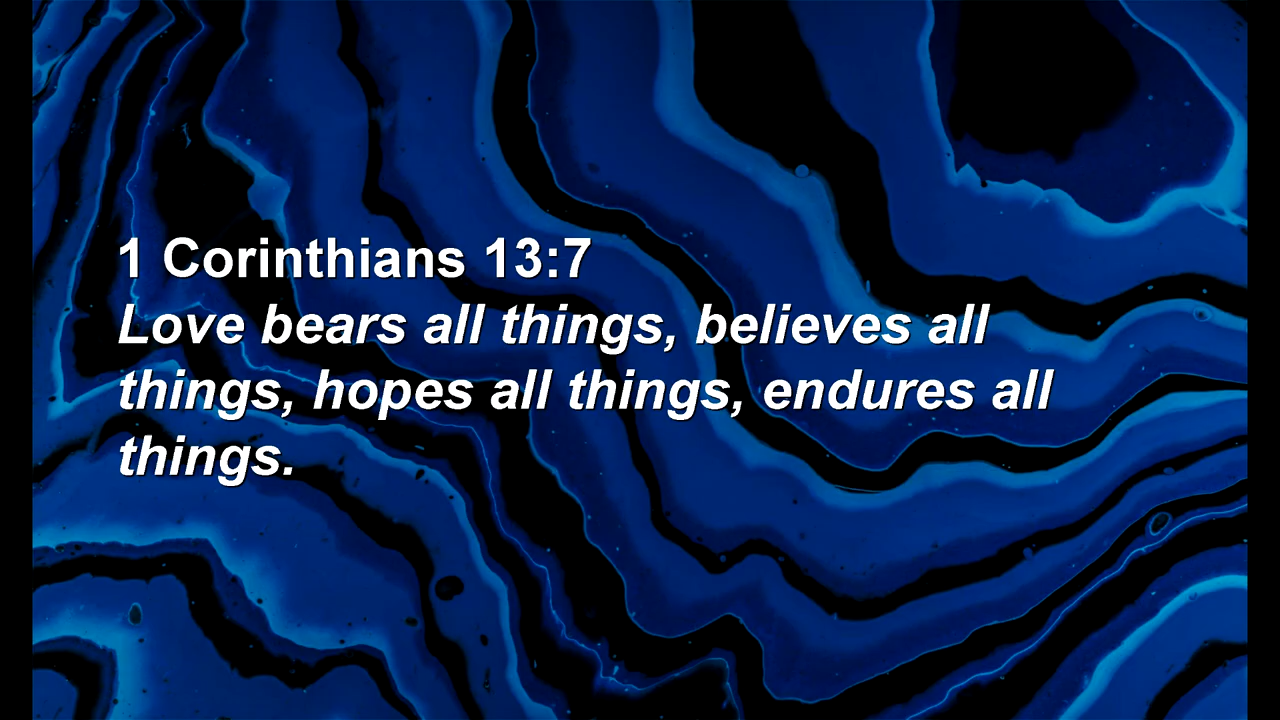 1 Corinthians 13:7
Love bears all things, believes all
things, hopes all things, endures all
things.